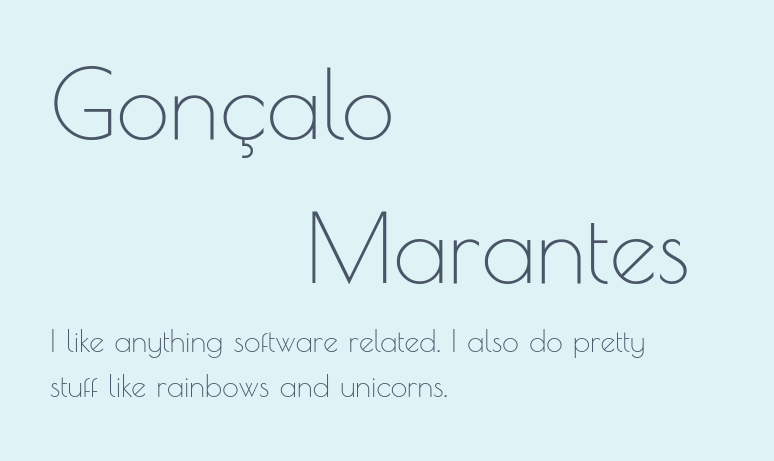 Gonçalo
Marantes
I like anything software related. I also do pretty
stuff like rainbows and unicorns.